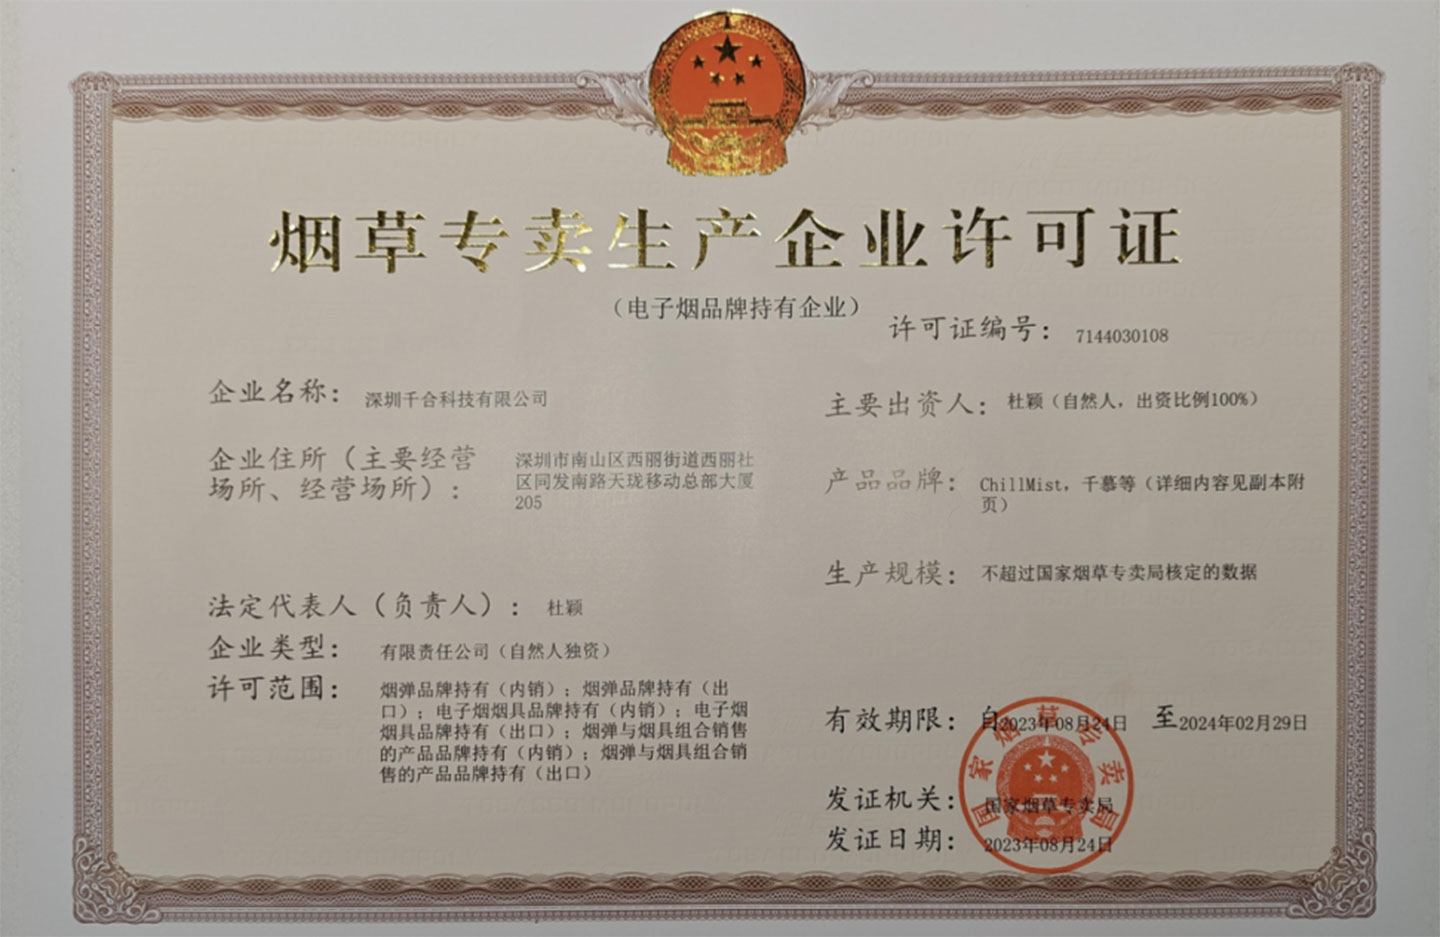 烟草专卖生产企业许可证
（电子烟品牌持有企业）
许可证编号： 7144030108
企业名称： 深圳千合科技有限公司
企业住所（主要经营
场所、经营场所）：
深圳市南山区西丽街道西丽社
区同发南路天珑移动总部大厦
205
法定代表人（负责人）： 杜颖
企业类型： 有限责任公司（自然人独资）
许可范围： 烟弹品牌持有（内销）；烟弹品牌持有（出
口）；电子烟烟具品牌持有（内销）；电子烟
烟具品牌持有（出口）；烟弹与烟具组合销售
的产品品牌持有（内销）；烟弹与烟具组合销
售的产品品牌持有（出口）
主要出资人： 杜颖（自然人，出资比例100%）
产品品牌： ChillMist，千慕等（详细内容见副本附
页）
生产规模： 不超过国家烟草专卖局核定的数据
有效期限： 自2023年08月24日 至2024年02月29日
发证机关： 国家烟草专卖局
发证日期： 2023年08月24日
国家烟草专卖局